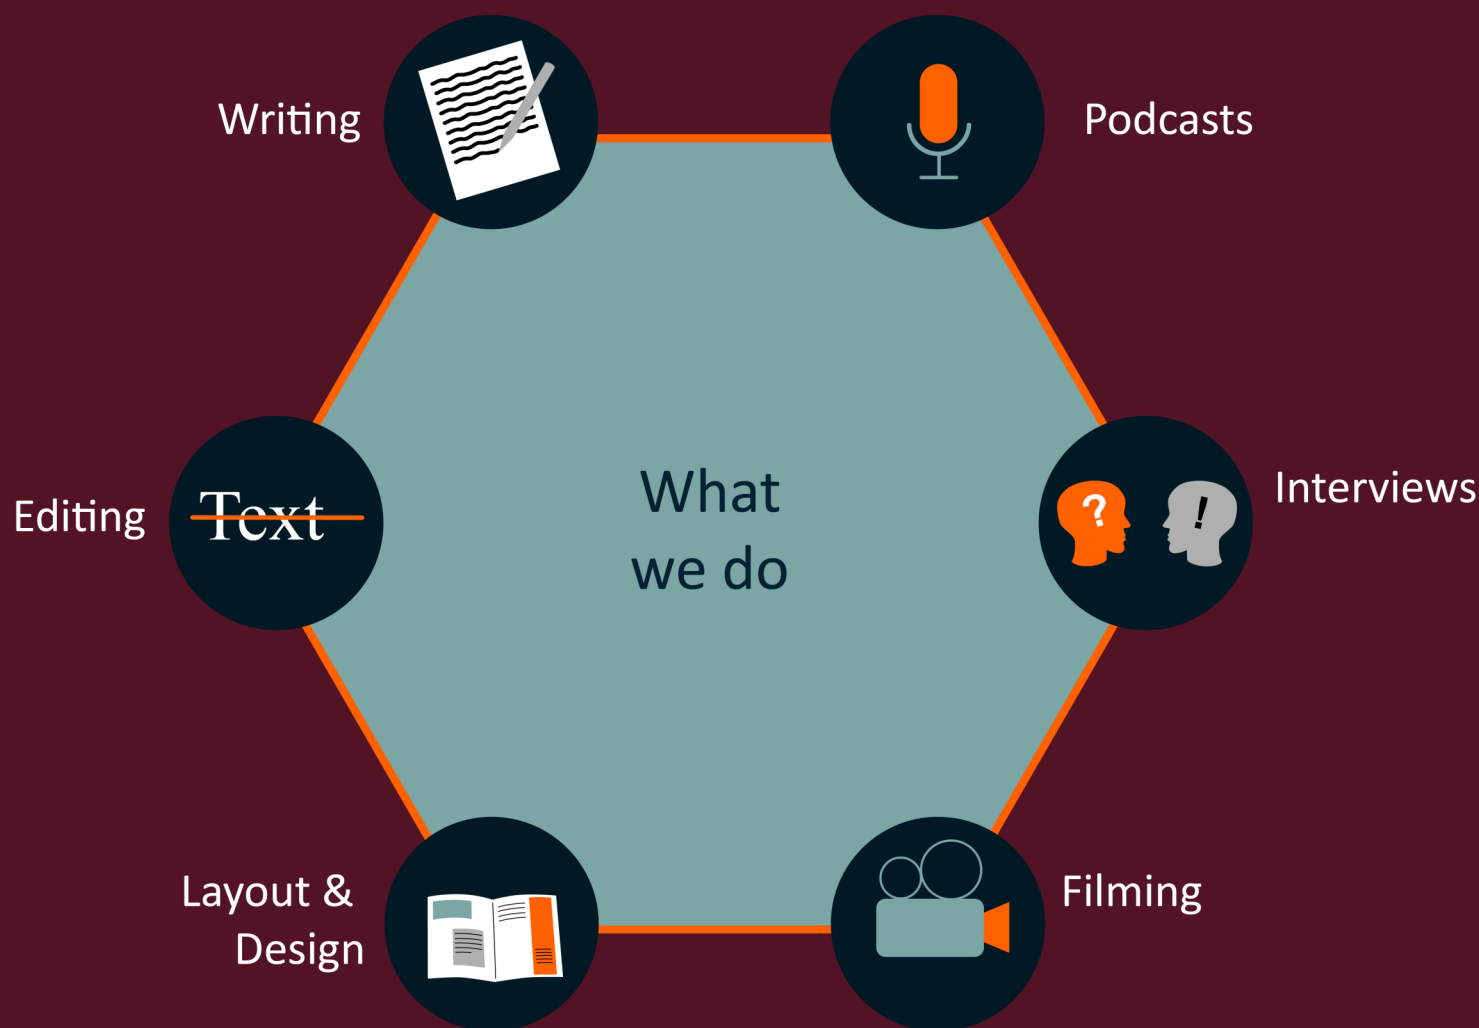 Writing
Podcasts
?
!
Interviews
Editing
Text
What
we do
Layout &
Design
Filming